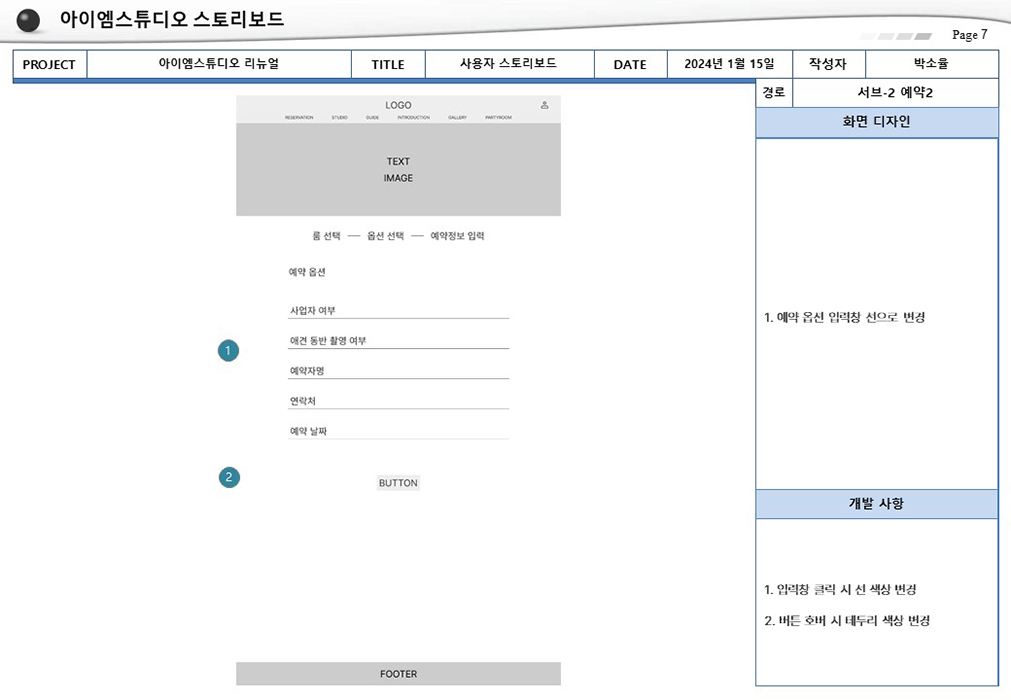 아이엠스튜디오 스토리보드
Page 7
PROJECT 아이엠스튜디오 리뉴얼 TITLE 사용자 스토리보드 DATE 2024년 1월 15일 작성자 박소율
경로 서브-2 예약2
화면 디자인
LOGO
RESERVATION STUDIO GUIDE INTRODUCTION GALLERY PARTYROOM
TEXT
IMAGE
룸 선택 — 옵션 선택 — 예약정보 입력
예약 옵션
사업자 여부
애견 동반 촬영 여부
1
예약자명
연락처
예약 날짜
2
BUTTON
FOOTER
1. 예약 옵션 입력창 선으로 변경
개발 사항
1. 입력창 클릭 시 선 색상 변경
2. 버튼 호버 시 테두리 색상 변경